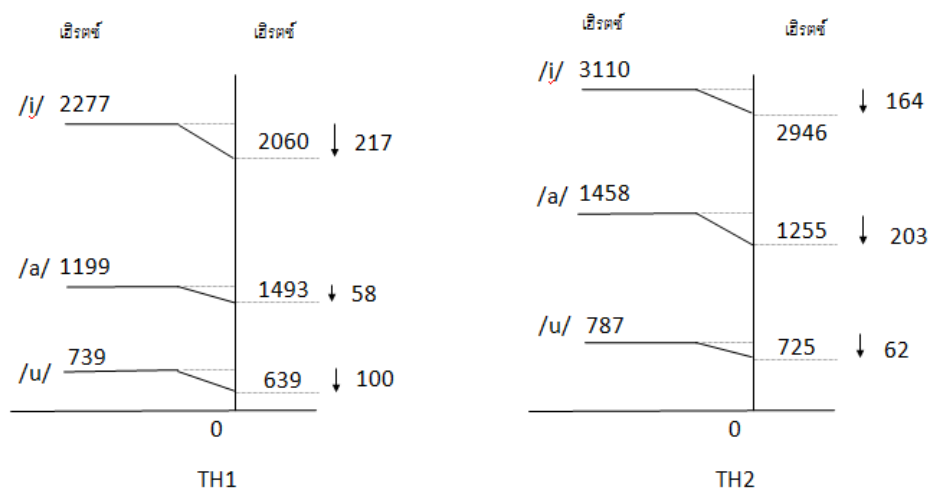 เฮิรตซ์ เฮิรตซ์
/i/ 2277
2060 217
/a/ 1199
1493 58
/u/ 739
639 100
0
TH1
เฮิรตซ์ เฮิรตซ์
/i/ 3110
164
2946
/a/ 1458
1255 203
/u/ 787
725 62
0
TH2